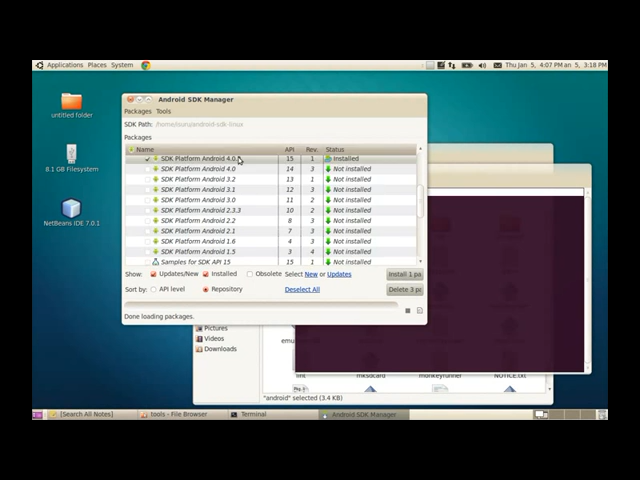 Applications Places System
Thu Jan 5, 4:07 PM an 5, 3:18 PM
untitled folder
8.1 GB Filesystem
NetBeans IDE 7.0.1
Android SDK Manager
Packages Tools
SDK Path:
Packages
Name API Rev. Status
SDK Platform Android 4.0. 15 1 Installed
SDK Platform Android 4.0 14 3 Not installed
SDK Platform Android 3.2 13 1 Not installed
SDK Platform Android 3.1 12 3 Not installed
SDK Platform Android 3.0 11 2 Not installed
SDK Platform Android 2.3.3 10 2 Not installed
SDK Platform Android 2.2 8 3 Not installed
SDK Platform Android 2.1 7 3 Not installed
SDK Platform Android 1.6 4 3 Not installed
SDK Platform Android 1.5 3 4 Not installed
Samples for SDK API 15 15 1 Not installed
Show: Updates/New Installed Obsolete Select New or Updates Install 1 pa
Sort by: API level Repository Deselect All Delete 3 pa
Done loading packages.
Pictures
Videos
Downloads
emu
lint mksdcard monkeyrunner NOTICE.txt
"android" selected (3.4 KB)
[Search All Notes] tools - File Browser Terminal Android SDK Manager